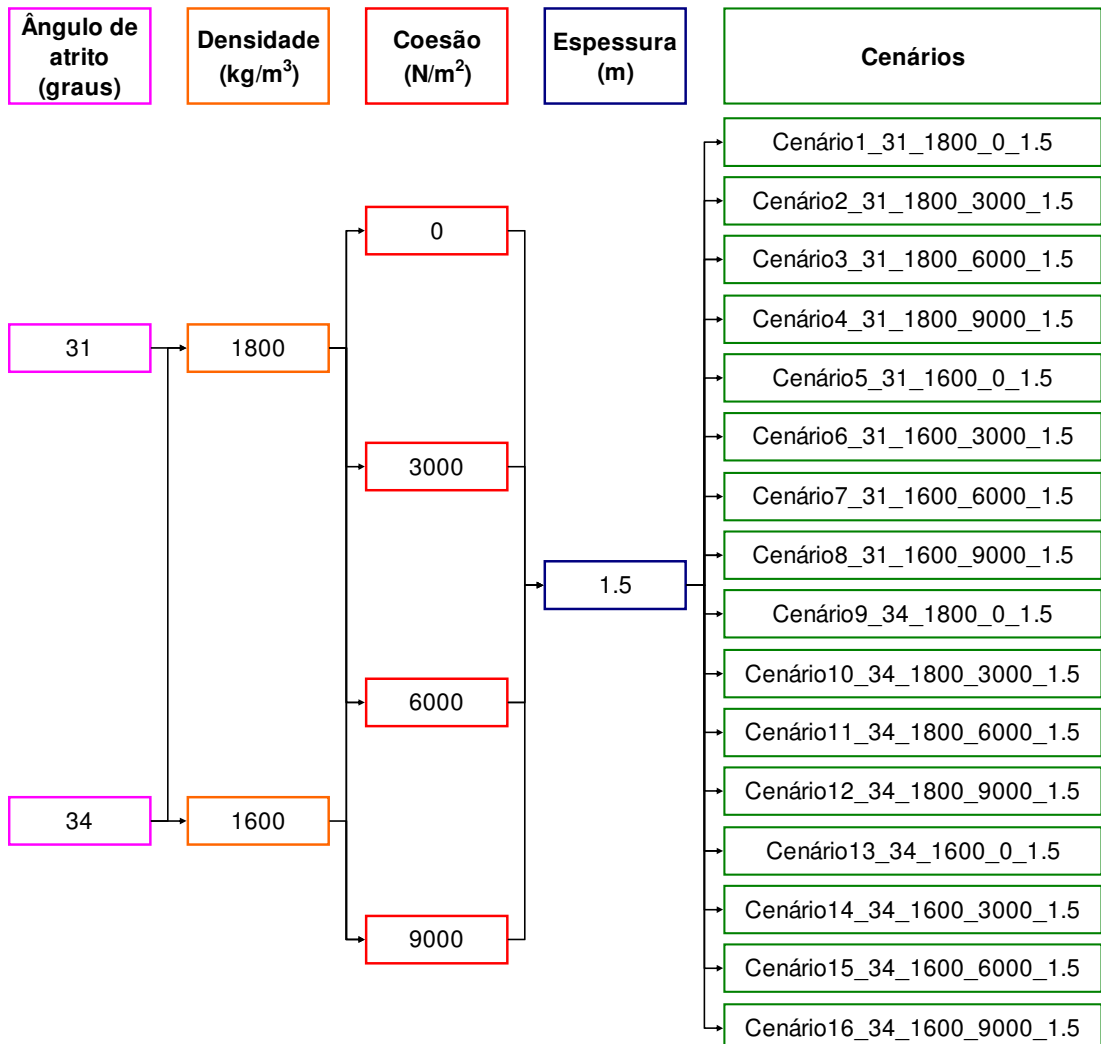 Ângulo de
atrito
(graus)
Densidade
(kg/m³)
Coesão
(N/m²)
Espessura
(m)
Cenários
31
34
1800
1600
0
3000
6000
9000
1.5
Cenário1_31_1800_0_1.5
Cenário2_31_1800_3000_1.5
Cenário3_31_1800_6000_1.5
Cenário4_31_1800_9000_1.5
Cenário5_31_1600_0_1.5
Cenário6_31_1600_3000_1.5
Cenário7_31_1600_6000_1.5
Cenário8_31_1600_9000_1.5
Cenário9_34_1800_0_1.5
Cenário10_34_1800_3000_1.5
Cenário11_34_1800_6000_1.5
Cenário12_34_1800_9000_1.5
Cenário13_34_1600_0_1.5
Cenário14_34_1600_3000_1.5
Cenário15_34_1600_6000_1.5
Cenário16_34_1600_9000_1.5